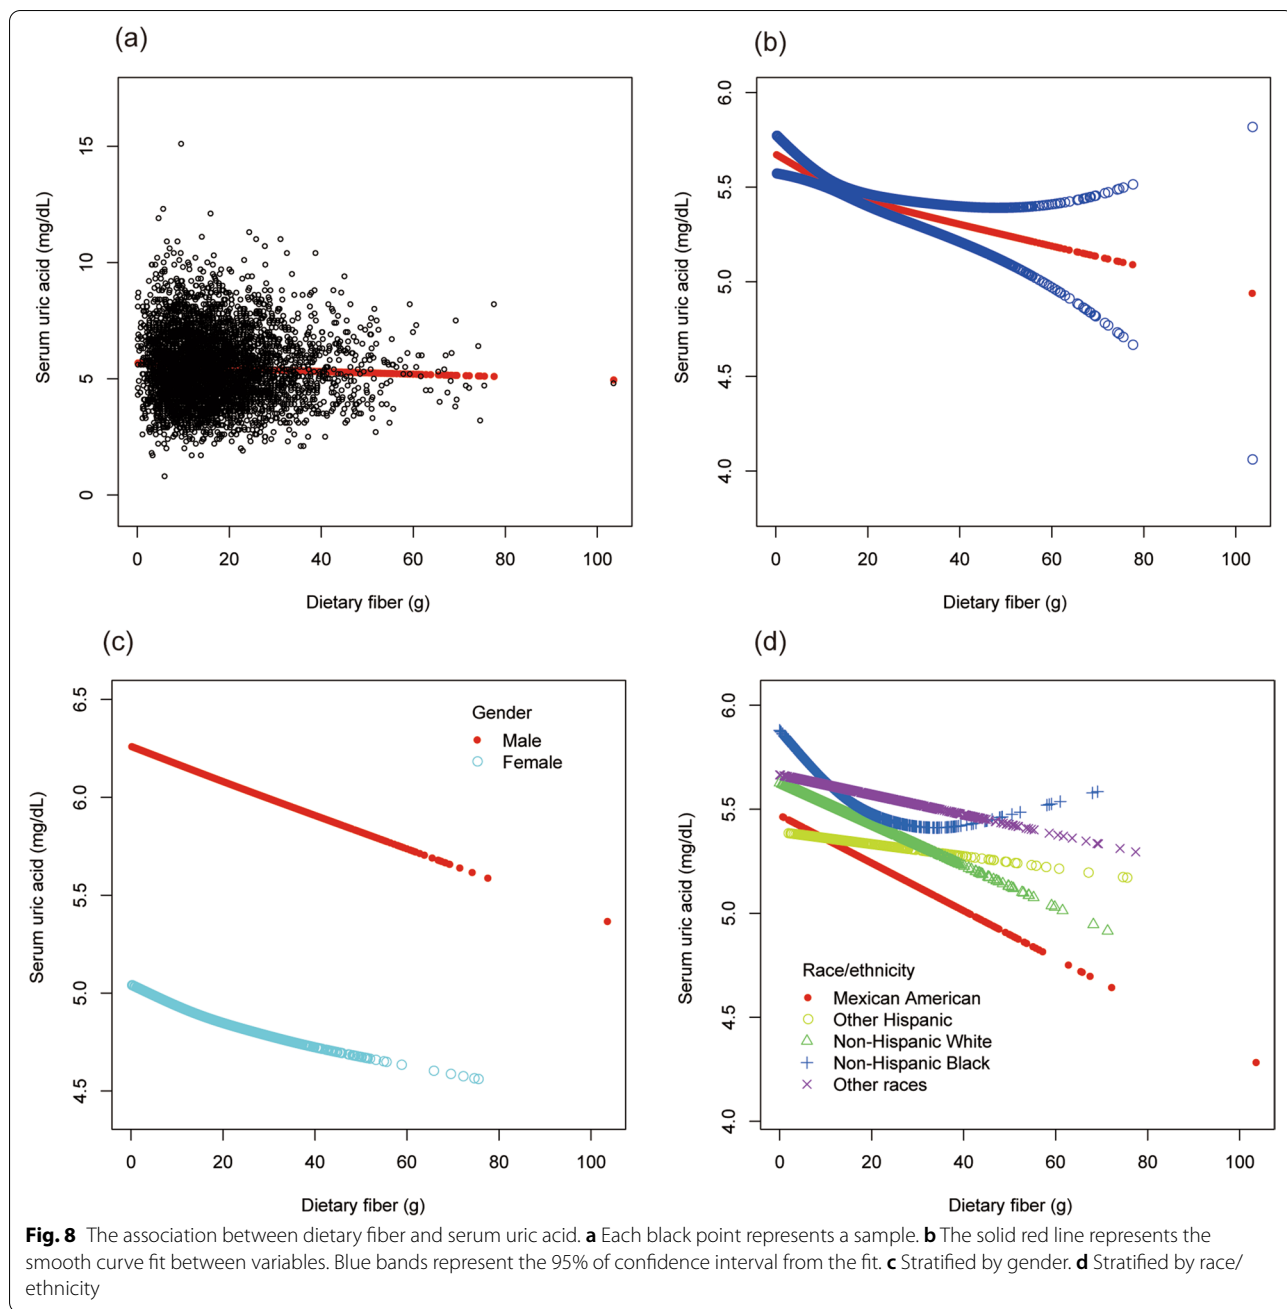 (a)
15
10
5
0
Serum uric acid (mg/dL)
0 20 40 60 80 100
Dietary fiber (g)
(b)
6.0
5.5
5.0
4.5
4.0
Serum uric acid (mg/dL)
0 20 40 60 80 100
Dietary fiber (g)
(c)
6.5
6.0
5.5
5.0
4.5
Serum uric acid (mg/dL)
Gender
Male
Female
0 20 40 60 80 100
Dietary fiber (g)
(d)
6.0
5.5
5.0
4.5
4.0
Serum uric acid (mg/dL)
Race/ethnicity
Mexican American
Other Hispanic
Non-Hispanic White
Non-Hispanic Black
Other races
0 20 40 60 80 100
Dietary fiber (g)
Fig. 8 The association between dietary fiber and serum uric acid. a Each black point represents a sample. b The solid red line represents the
smooth curve fit between variables. Blue bands represent the 95% of confidence interval from the fit. c Stratified by gender. d Stratified by race/
ethnicity